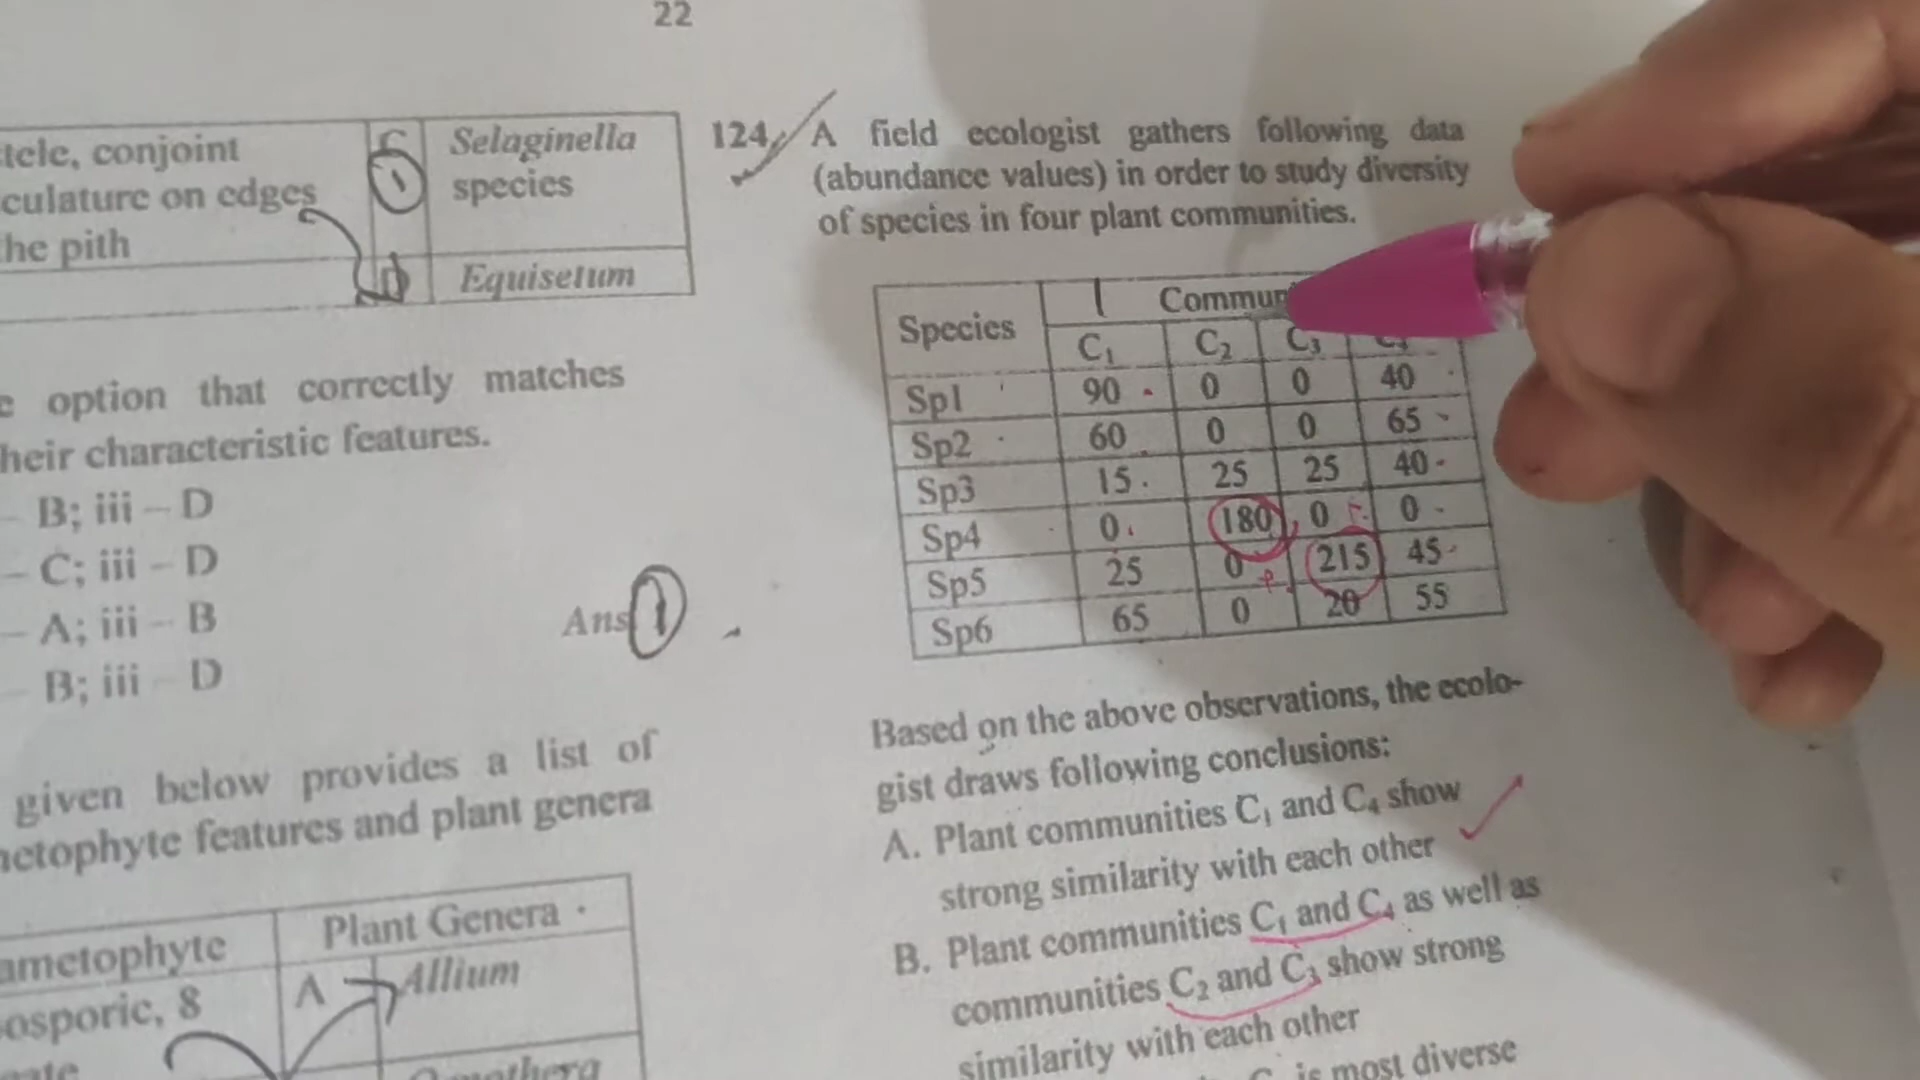 22
tele, conjoint
culature on edges
he pith
Selaginella
species
Equisetum
option that correctly matches
heir characteristic features.
– B; iii – D
– C; iii – D
– A; iii – B
– B; iii – D
Ans 1
given below provides a list of
and plant genera
Plant Genera
A Allium
124. A field ecologist gathers following data
(abundance values) in order to study diversity
of species in four plant communities.
Species
C₁ C₂ C₃
Sp1 90 0 0 40
Sp2 60 0 0 65
Sp3 15 25 25 40
Sp4 0 180 0 0
Sp5 25 0 215 45
Sp6 65 0 20 55
Based on the above observations, the ecolo-
gist draws following conclusions:
A. Plant communities C₁ and C₄ show
strong similarity with each other
B. Plant communities C₁ and C₄ as well as
communities C₂ and C₃ show strong
similarity with each other
is most diverse